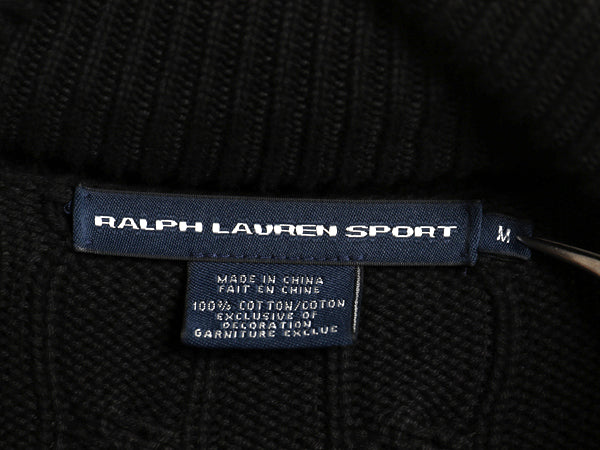 RALPH LAUREN SPORT
M
MADE IN CHINA
FAIT EN CHINE
100% COTTON/COTON
EXCLUSIVE OF
DECORATION
GARNITURE EXCLUE